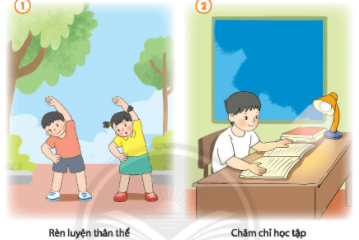 1
2
Rèn luyện thân thể
Chăm chỉ học tập